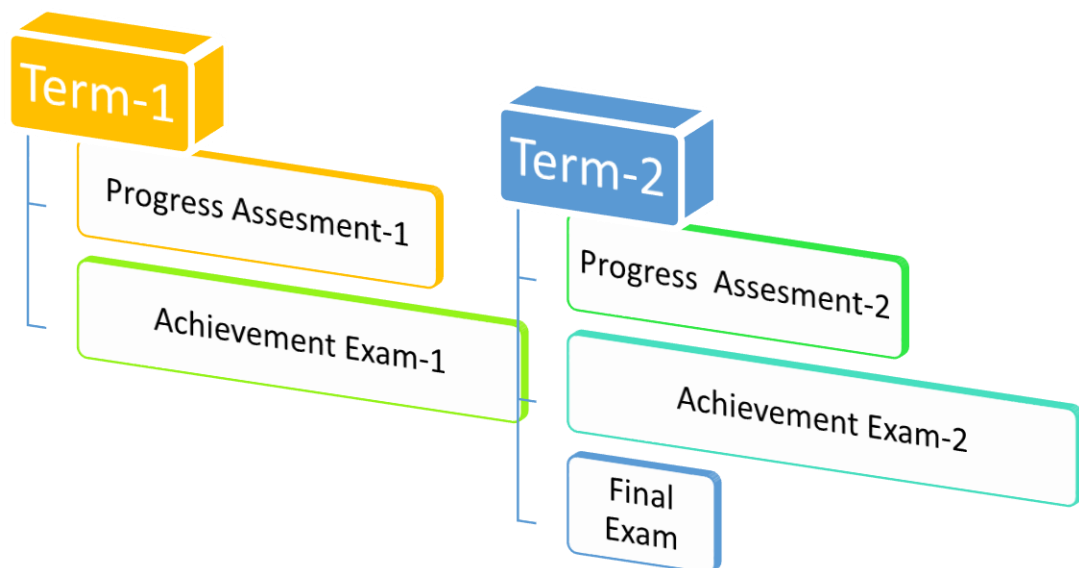 Term-1
Progress Assesment-1
Achievement Exam-1
Term-2
Progress Assesment-2
Achievement Exam-2
Final
Exam